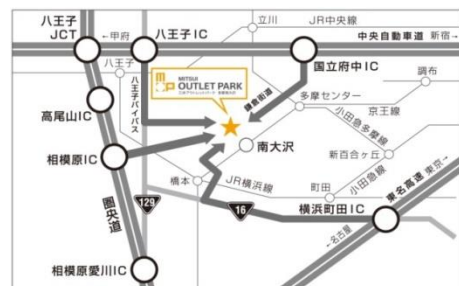 八王子
JCT
←甲府
八王子IC
立川
JR中央線
中央自動車道
新宿→
八王子
MITSUI
OUTLET PARK
国立府中IC
調布
八王子バイパス
鎌倉街道
多摩センター
京王線
高尾山IC
小田急多摩線
相模原IC
南大沢
新百合ヶ丘
橋本
JR横浜線
町田
小田急線
東名高速
東京→
圏央道
129
16
横浜町田IC
←名古屋
相模原愛川IC